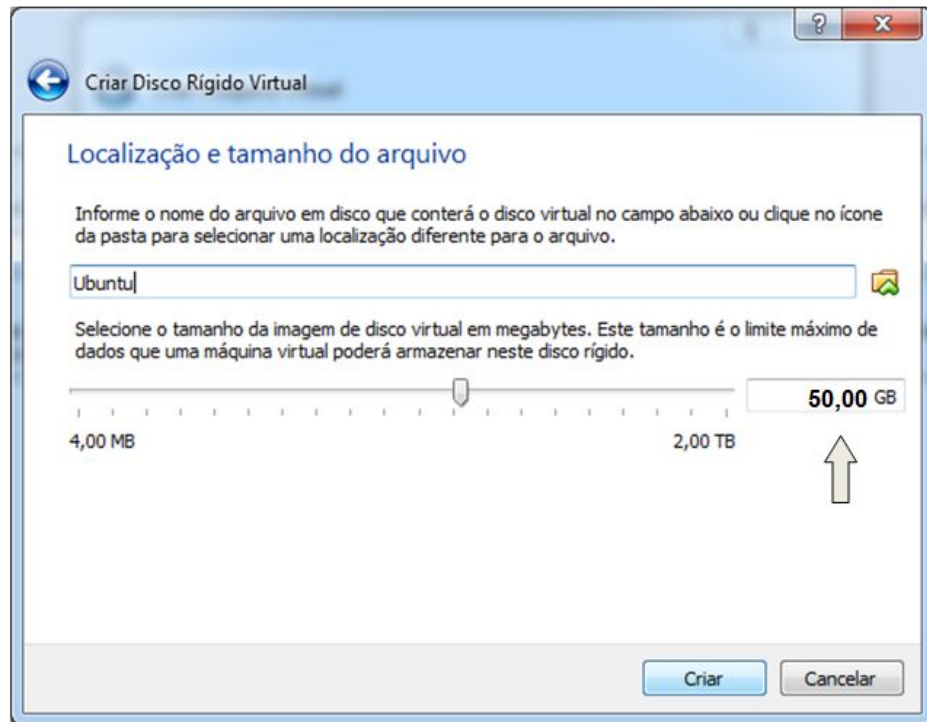 Criar Disco Rígido Virtual
Localização e tamanho do arquivo
Informe o nome do arquivo em disco que conterá o disco virtual no campo abaixo ou clique no ícone
da pasta para selecionar uma localização diferente para o arquivo.
Ubuntu
Selecione o tamanho da imagem de disco virtual em megabytes. Este tamanho é o limite máximo de
dados que uma máquina virtual poderá armazenar neste disco rígido.
50,00 GB
4,00 MB 2,00 TB
Criar Cancelar